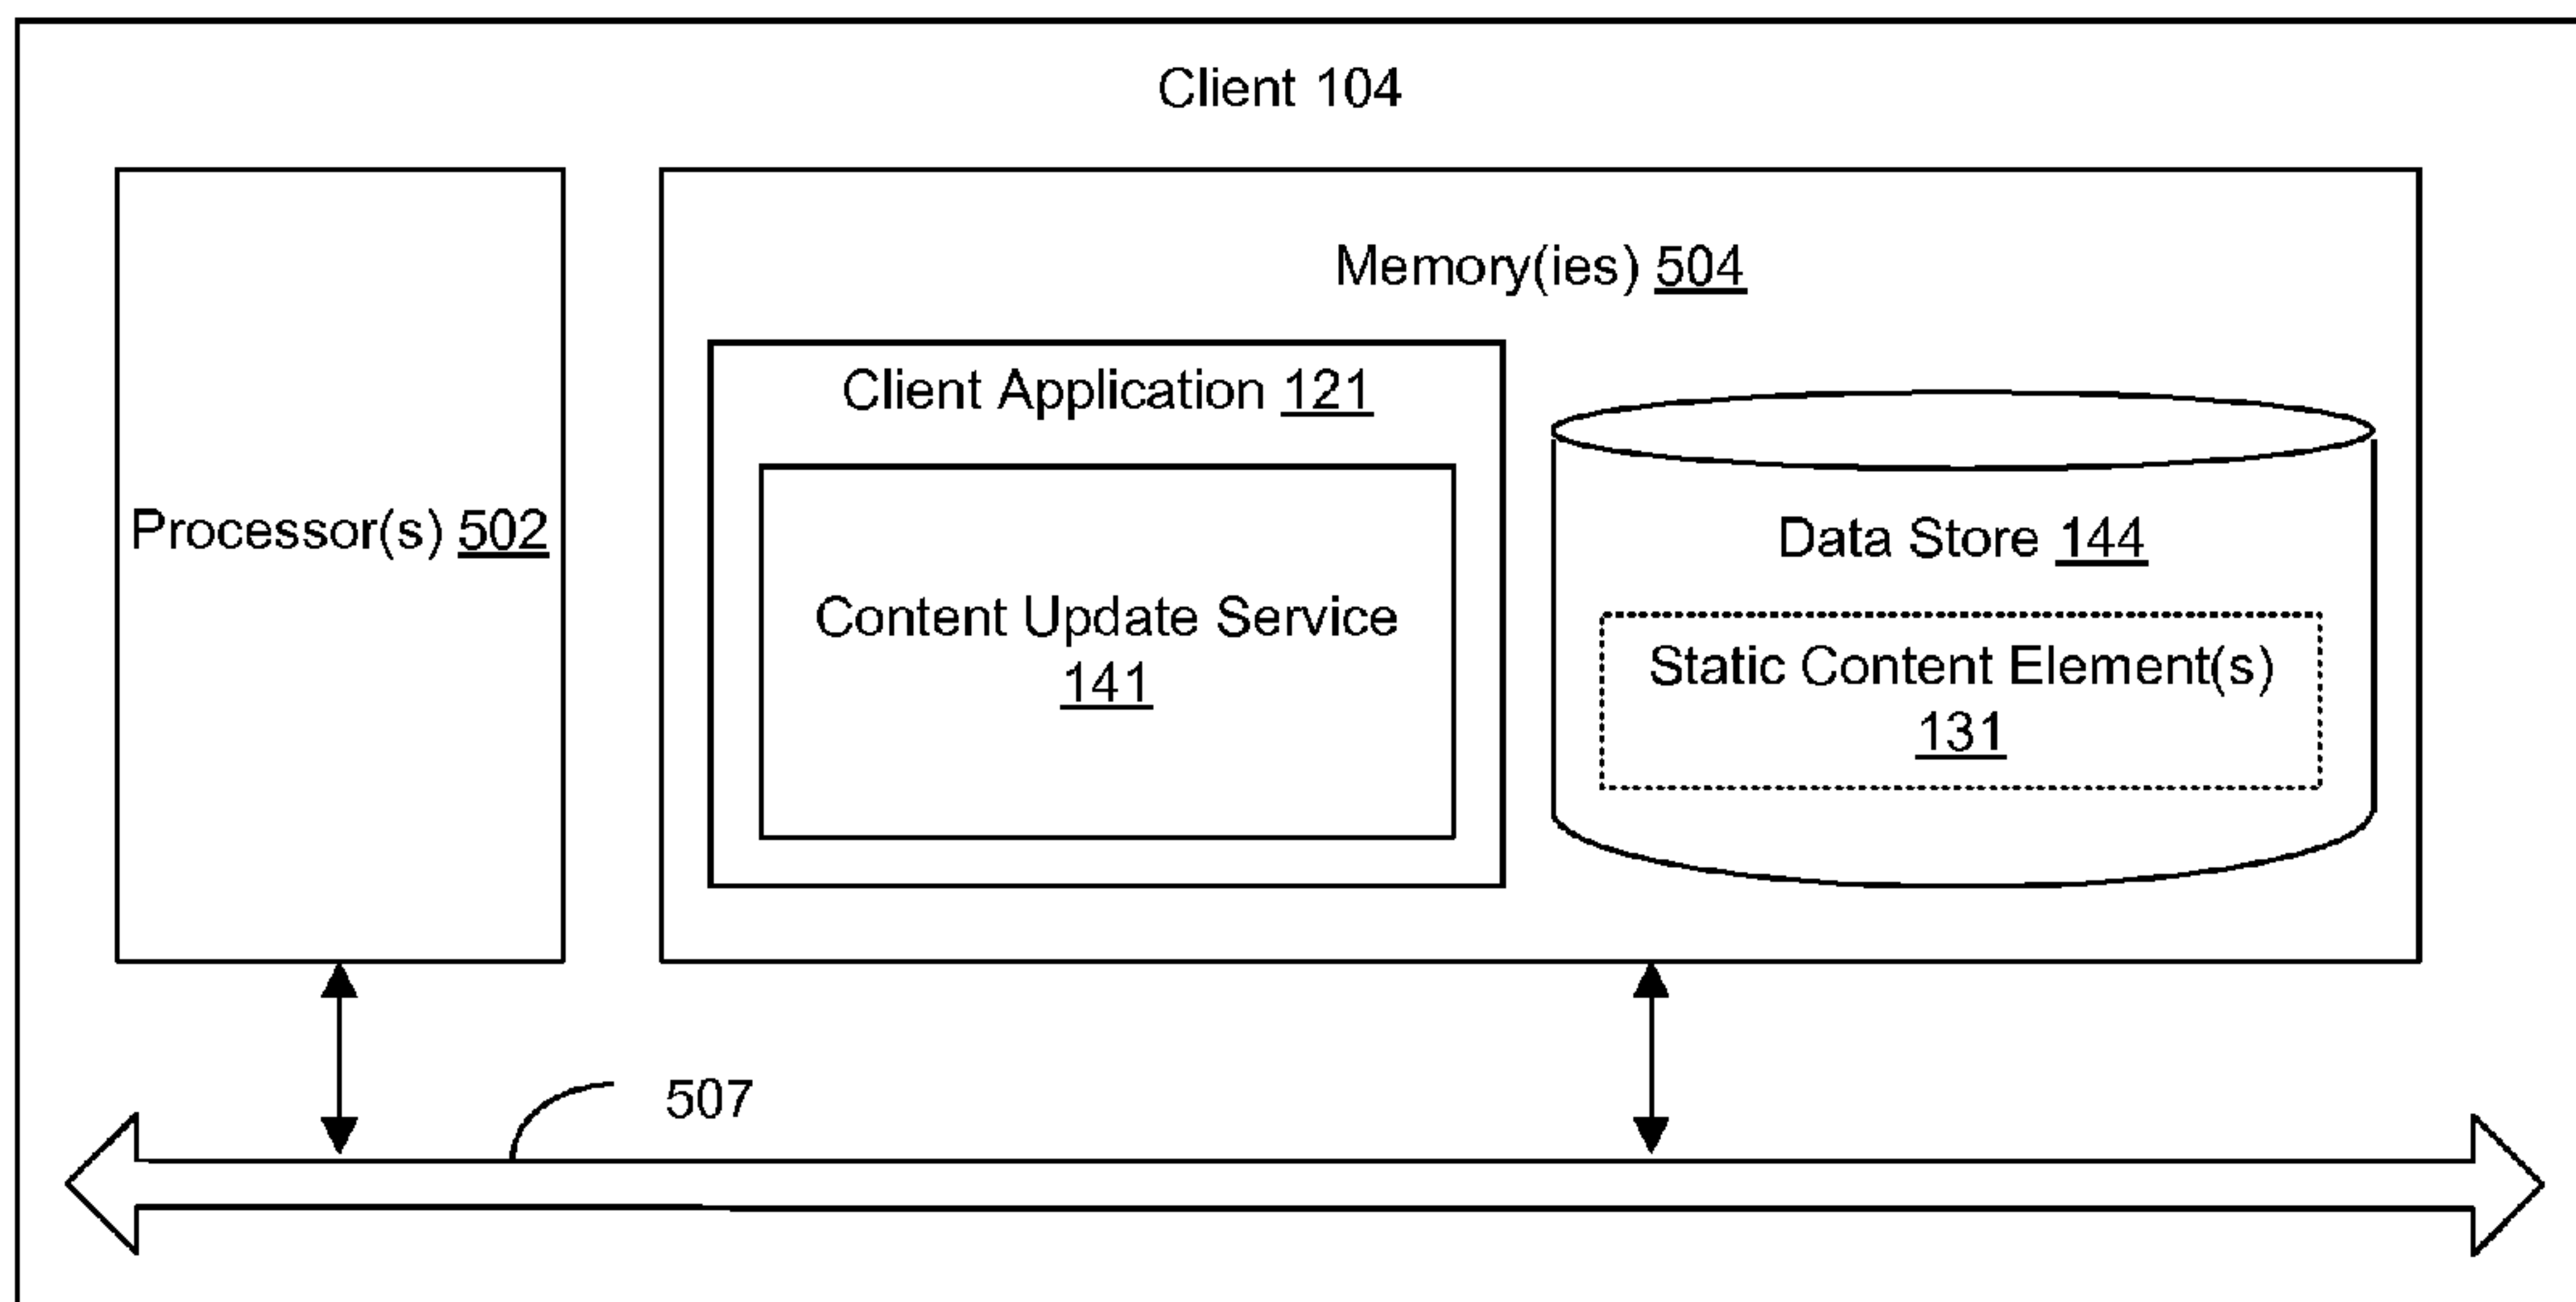 Client 104
Memory(ies) 504
Client Application 121
Processor(s) 502
Data Store 144
Content Update Service
141
Static Content Element(s)
131
507